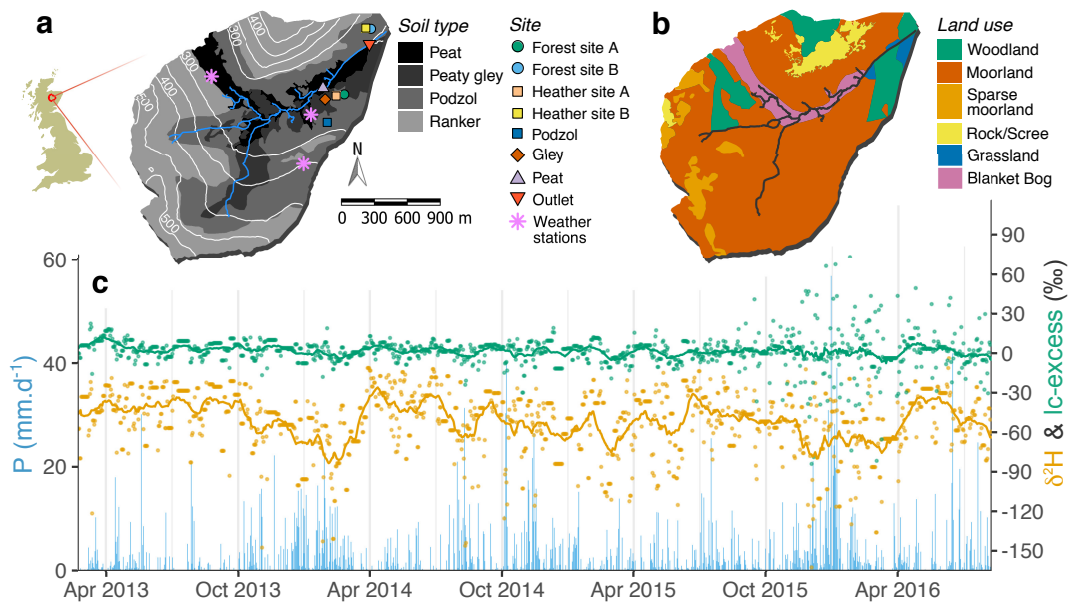 a
400
300
400
300
300
400
500
500
Soil type
Peat
Peaty gley
Podzol
Ranker
N
0 300 600 900 m
Site
Forest site A
Forest site B
Heather site A
Heather site B
Podzol
Gley
Peat
Outlet
Weather
stations
b
Land use
Woodland
Moorland
Sparse
moorland
Rock/Scree
Grassland
Blanket Bog
c
P (mm.d⁻¹)
60
40
20
0
90
60
30
0
-30
-60
-90
-120
-150
δ²H & lc-excess (‰)
Apr 2013
Oct 2013
Apr 2014
Oct 2014
Apr 2015
Oct 2015
Apr 2016